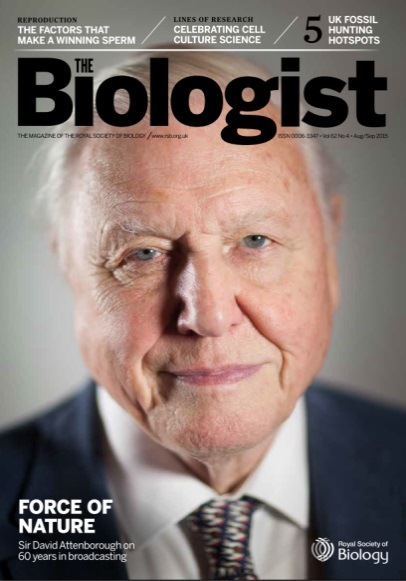 REPRODUCTION
THE FACTORS THAT
MAKE A WINNING SPERM
LINES OF RESEARCH
CELEBRATING CELL
CULTURE SCIENCE
5 UK FOSSIL
HUNTING
HOTSPOTS
THE
Biologist
THE MAGAZINE OF THE ROYAL SOCIETY OF BIOLOGY / www.rsb.org.uk
ISSN 0006-3347 • Vol 62 No 4 • Aug/Sep 2015
FORCE OF
NATURE
Sir David Attenborough on
60 years in broadcasting
Royal Society of
Biology